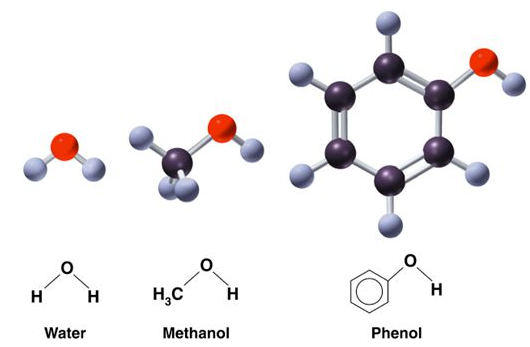 O
H H
O
H₃C H
O
H
Water Methanol Phenol